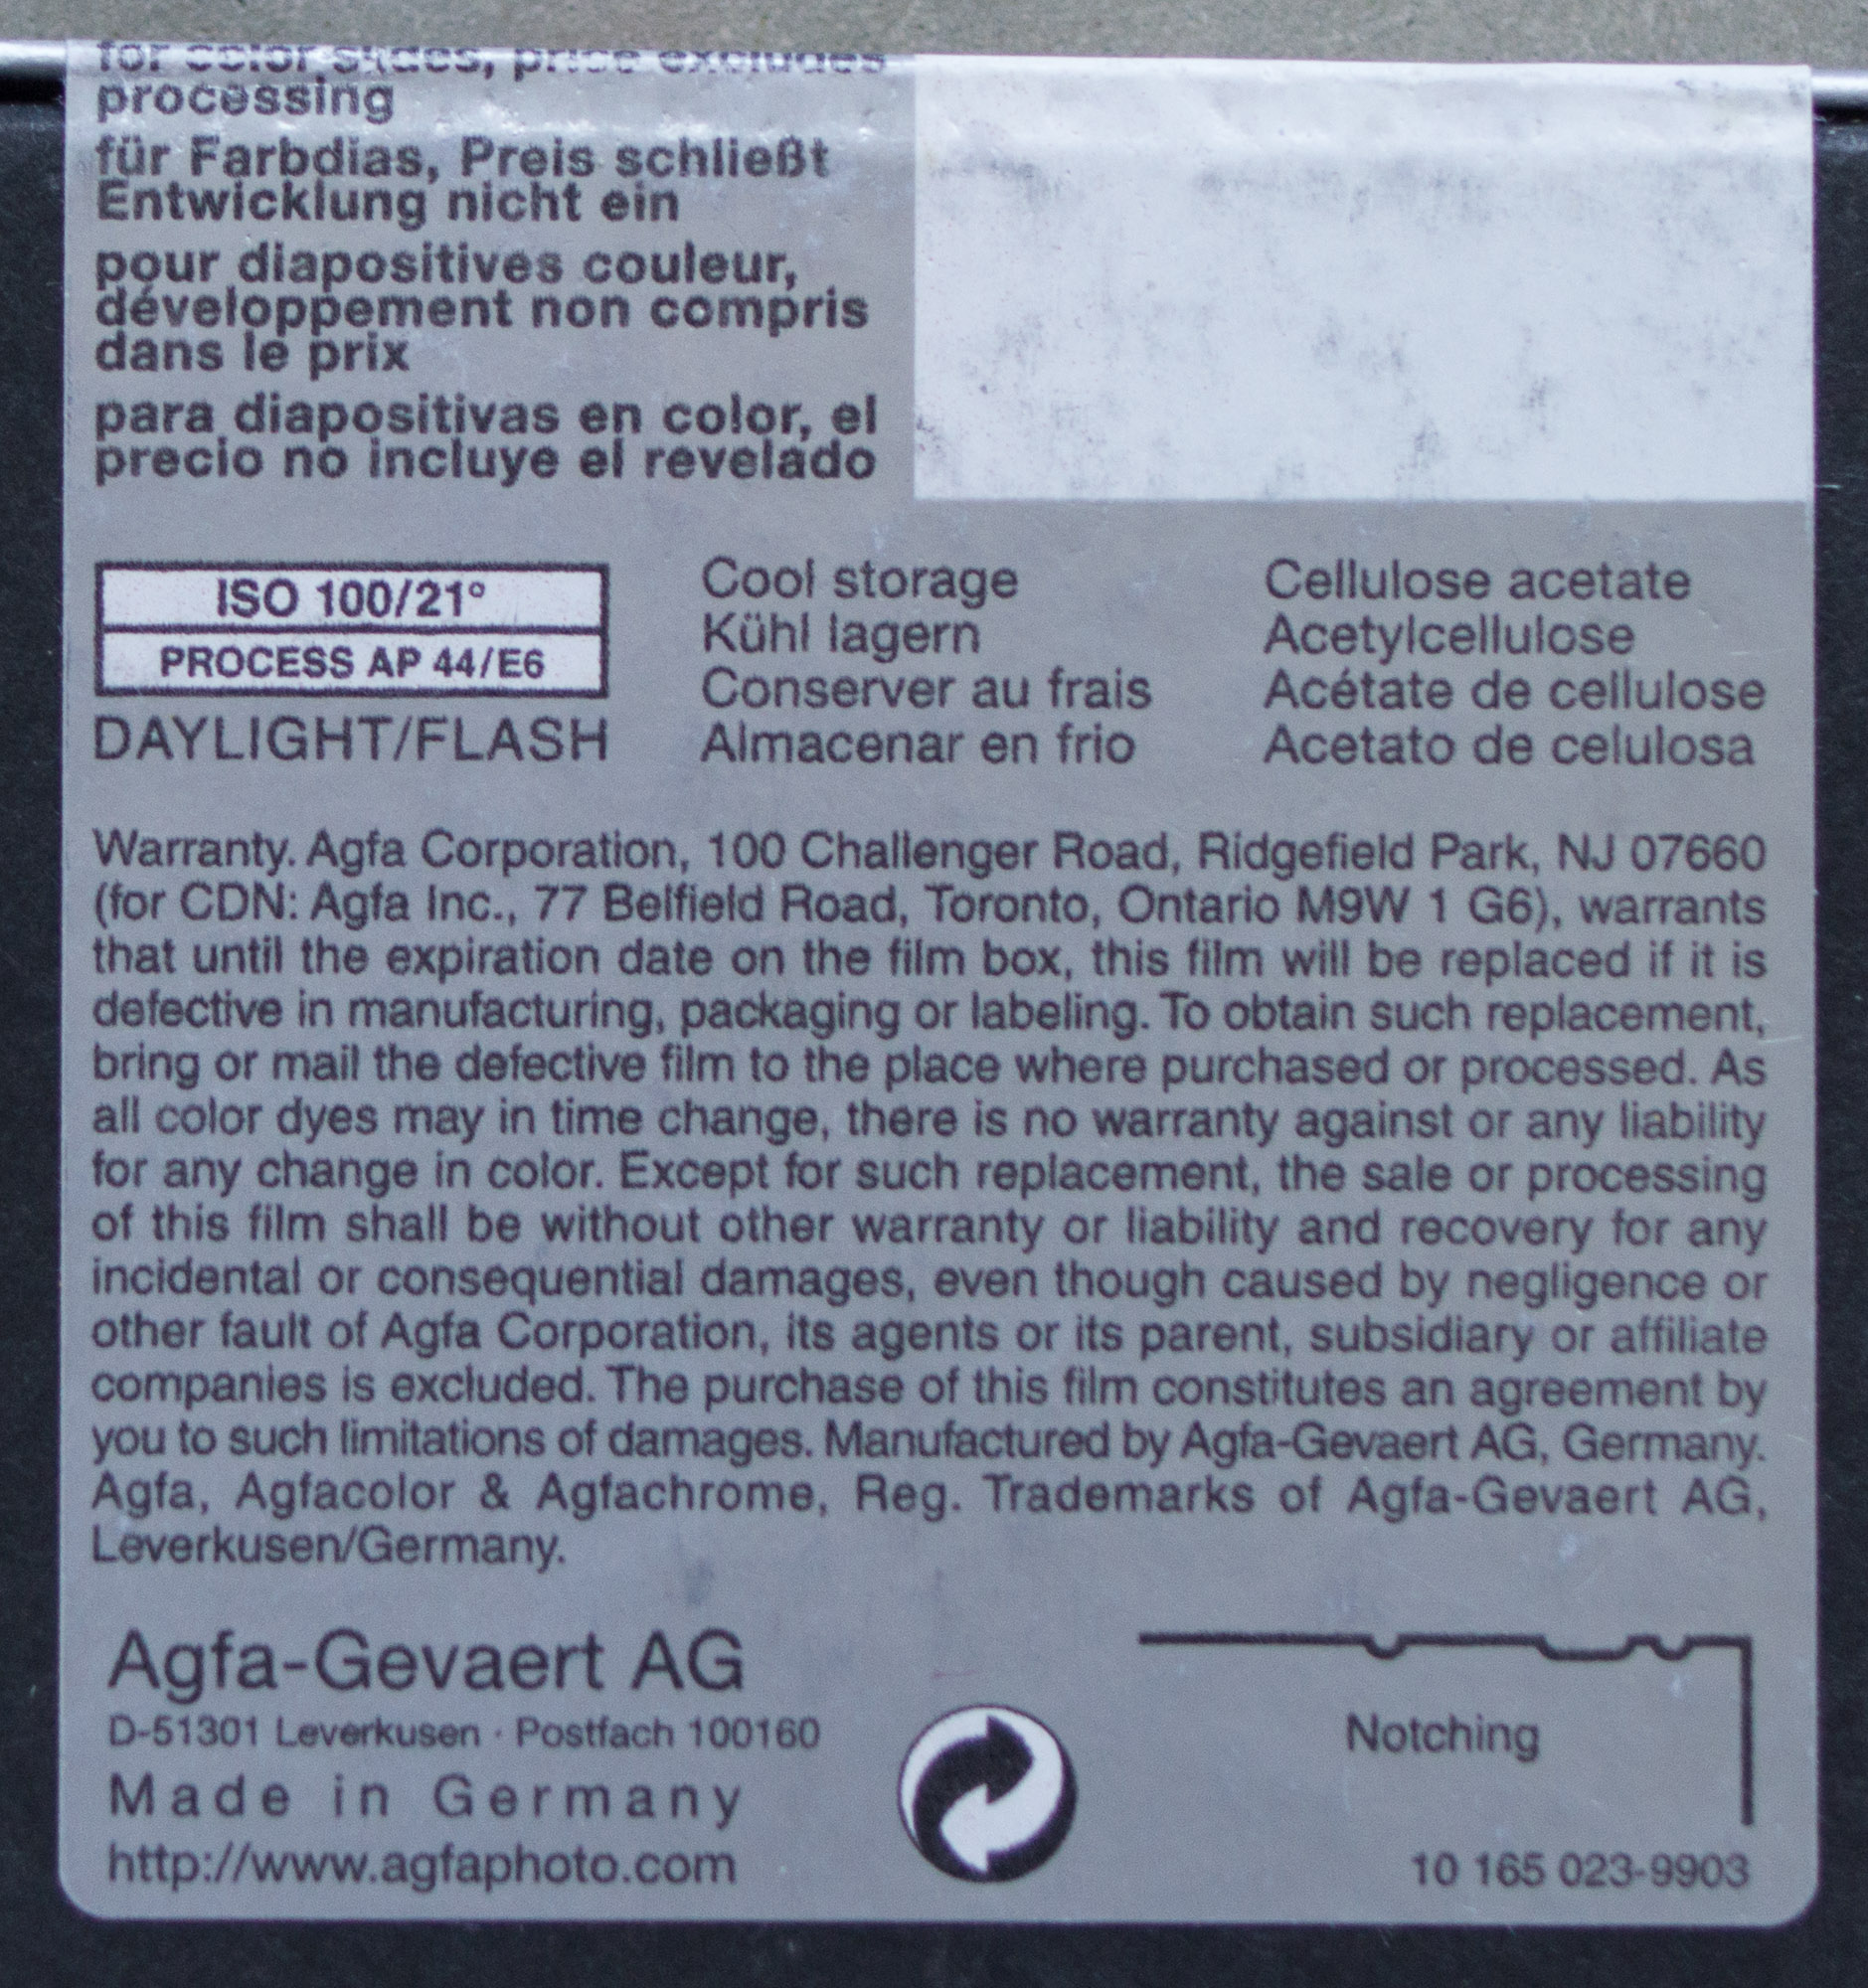 for color slides, price excludes
processing
für Farbdias, Preis schließt
Entwicklung nicht ein
pour diapositives couleur,
développement non compris
dans le prix
para diapositivas en color, el
precio no incluye el revelado
ISO 100/21°
PROCESS AP 44/E6
DAYLIGHT/FLASH
Cool storage
Kühl lagern
Conserver au frais
Almacenar en frio
Cellulose acetate
Acetylcellulose
Acétate de cellulose
Acetato de celulosa
Warranty. Agfa Corporation, 100 Challenger Road, Ridgefield Park, NJ 07660
(for CDN: Agfa Inc., 77 Belfield Road, Toronto, Ontario M9W 1 G6), warrants
that until the expiration date on the film box, this film will be replaced if it is
defective in manufacturing, packaging or labeling. To obtain such replacement,
bring or mail the defective film to the place where purchased or processed. As
all color dyes may in time change, there is no warranty against or any liability
for any change in color. Except for such replacement, the sale or processing
of this film shall be without other warranty or liability and recovery for any
incidental or consequential damages, even though caused by negligence or
other fault of Agfa Corporation, its agents or its parent, subsidiary or affiliate
companies is excluded. The purchase of this film constitutes an agreement by
you to such limitations of damages. Manufactured by Agfa-Gevaert AG, Germany.
Agfa, Agfacolor & Agfachrome, Reg. Trademarks of Agfa-Gevaert AG,
Leverkusen/Germany.
Agfa-Gevaert AG
D-51301 Leverkusen · Postfach 100160
Made in Germany
http://www.agfaphoto.com
Notching
10 165 023-9903